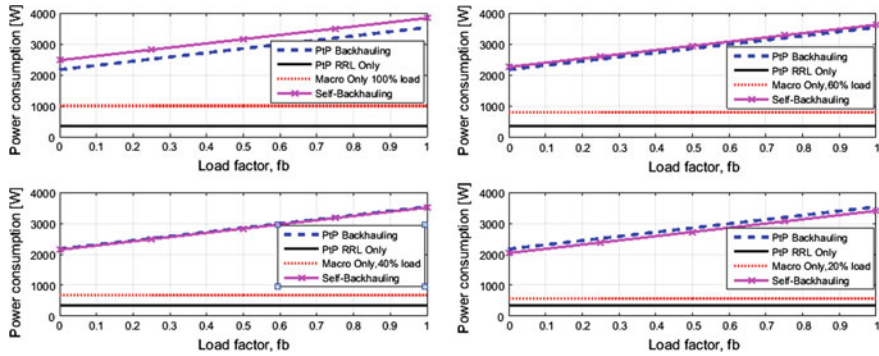 Power consumption [W]
4000
3000
2000
1000
0
PtP Backhauling
PtP RRL Only
Macro Only 100% load
Self-Backhauling
0 0.1 0.2 0.3 0.4 0.5 0.6 0.7 0.8 0.9 1
Load factor, fb
Power consumption [W]
4000
3000
2000
1000
0
PtP Backhauling
PtP RRL Only
Macro Only,60% load
Self-Backhauling
0 0.1 0.2 0.3 0.4 0.5 0.6 0.7 0.8 0.9 1
Load factor, fb
Power consumption [W]
4000
3000
2000
1000
0
PtP Backhauling
PtP RRL Only
Macro Only,40% load
Self-Backhauling
0 0.1 0.2 0.3 0.4 0.5 0.6 0.7 0.8 0.9 1
Load factor, fb
Power consumption [W]
4000
3000
2000
1000
0
PtP Backhauling
PtP RRL Only
Macro Only,20% load
Self-Backhauling
0 0.1 0.2 0.3 0.4 0.5 0.6 0.7 0.8 0.9 1
Load factor, fb